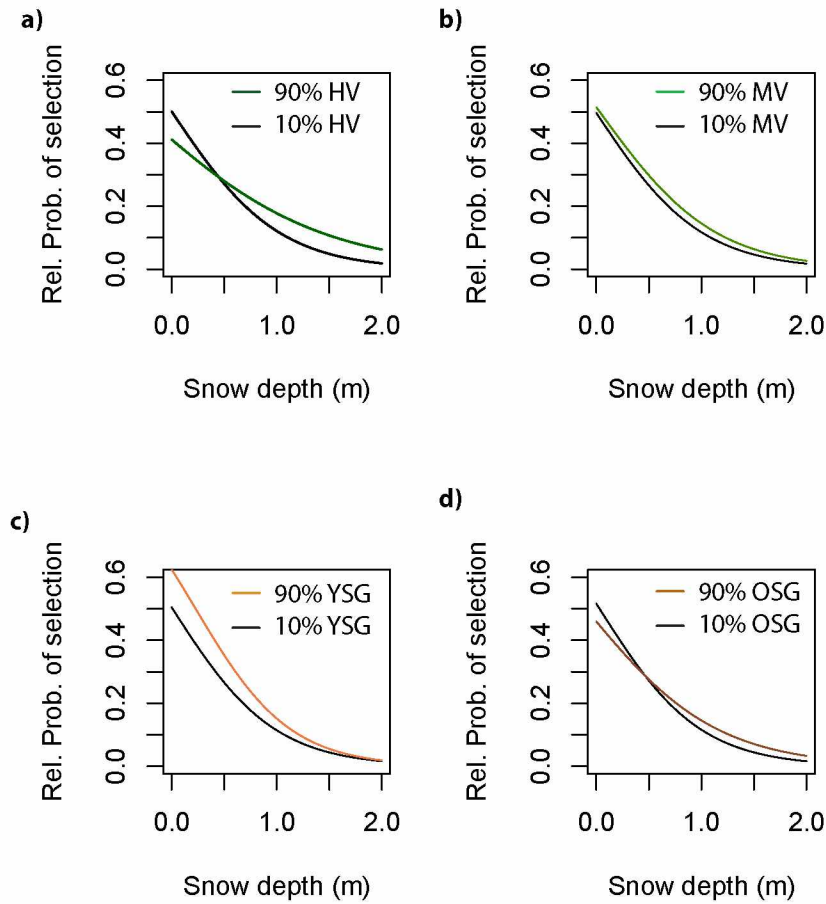 a)
Rel. Prob. of selection
0.6
0.4
0.2
0.0
90% HV
10% HV
0.0 1.0 2.0
Snow depth (m)
b)
Rel. Prob. of selection
0.6
0.4
0.2
0.0
90% MV
10% MV
0.0 1.0 2.0
Snow depth (m)
c)
Rel. Prob. of selection
0.6
0.4
0.2
0.0
90% YSG
10% YSG
0.0 1.0 2.0
Snow depth (m)
d)
Rel. Prob. of selection
0.6
0.4
0.2
0.0
90% OSG
10% OSG
0.0 1.0 2.0
Snow depth (m)